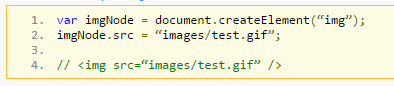 1. var imgNode = document.createElement(“img”);
2. imgNode.src = “images/test.gif”;
3.
4. // <img src=“images/test.gif” />